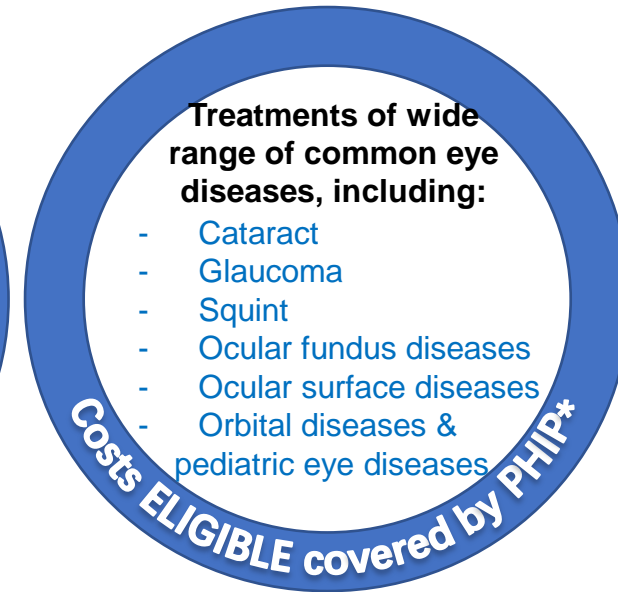 Treatments of wide
range of common eye
diseases, including:
- Cataract
- Glaucoma
- Squint
- Ocular fundus diseases
- Ocular surface diseases
- Orbital diseases &
pediatric eye diseases
Costs ELIGIBLE covered by PHIP*